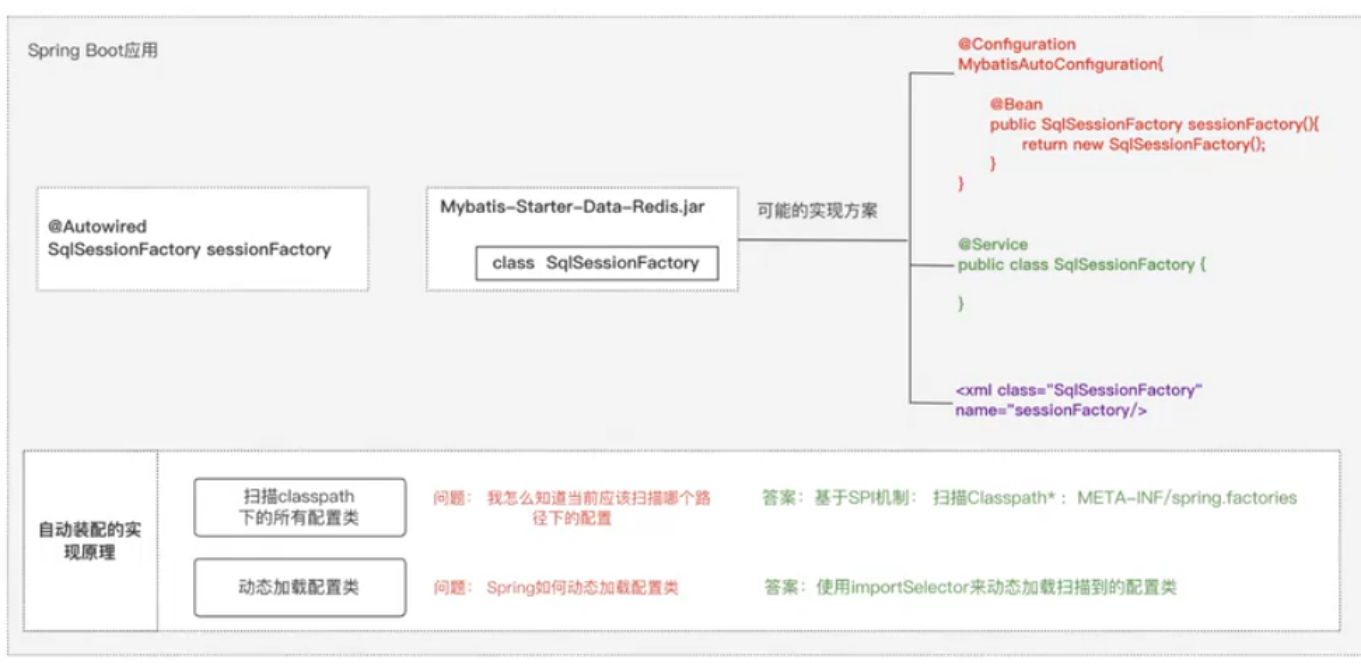 Spring Boot应用
@Configuration
MybatisAutoConfiguration{
@Bean
public SqlSessionFactory sessionFactory(){
return new SqlSessionFactory();
}
}
@Autowired
SqlSessionFactory sessionFactory
Mybatis-Starter-Data-Redis.jar
class SqlSessionFactory
可能的实现方案
@Service
public class SqlSessionFactory {
}
<xml class="SqlSessionFactory"
name="sessionFactory/>
自动装配的实
现原理
扫描classpath
下的所有配置类
问题： 我怎么知道当前应该扫描哪个路
径下的配置
答案：基于SPI机制： 扫描Classpath*： META-INF/spring.factories
动态加载配置类
问题： Spring如何动态加载配置类
答案：使用importSelector来动态加载扫描到的配置类